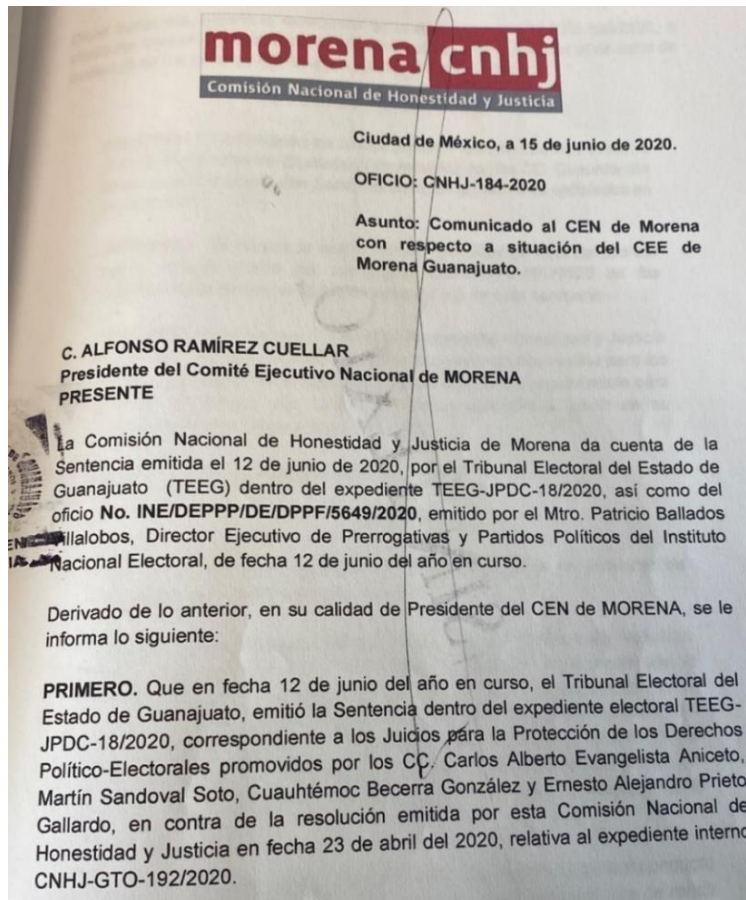 morena cnhj
Comisión Nacional de Honestidad y Justicia
Ciudad de México, a 15 de junio de 2020.
OFICIO: CNHJ-184-2020
Asunto: Comunicado al CEN de Morena
con respecto a situación del CEE de
Morena Guanajuato.
C. ALFONSO RAMÍREZ CUELLAR
Presidente del Comité Ejecutivo Nacional de MORENA
PRESENTE
La Comisión Nacional de Honestidad y Justicia de Morena da cuenta de la
Sentencia emitida el 12 de junio de 2020, por el Tribunal Electoral del Estado de
Guanajuato (TEEG) dentro del expediente TEEG-JPDC-18/2020, así como del
oficio No. INE/DEPPP/DE/DPPF/5649/2020, emitido por el Mtro. Patricio Ballados
Villalobos, Director Ejecutivo de Prerrogativas y Partidos Políticos del Instituto
Nacional Electoral, de fecha 12 de junio del año en curso.
Derivado de lo anterior, en su calidad de Presidente del CEN de MORENA, se le
informa lo siguiente:
PRIMERO. Que en fecha 12 de junio del año en curso, el Tribunal Electoral del
Estado de Guanajuato, emitió la Sentencia dentro del expediente electoral TEEG-
JPDC-18/2020, correspondiente a los Juicios para la Protección de los Derechos
Político-Electorales promovidos por los CC. Carlos Alberto Evangelista Aniceto,
Martín Sandoval Soto, Cuauhtémoc Becerra González y Ernesto Alejandro Prieto
Gallardo, en contra de la resolución emitida por esta Comisión Nacional de
Honestidad y Justicia en fecha 23 de abril del 2020, relativa al expediente interno
CNHJ-GTO-192/2020.